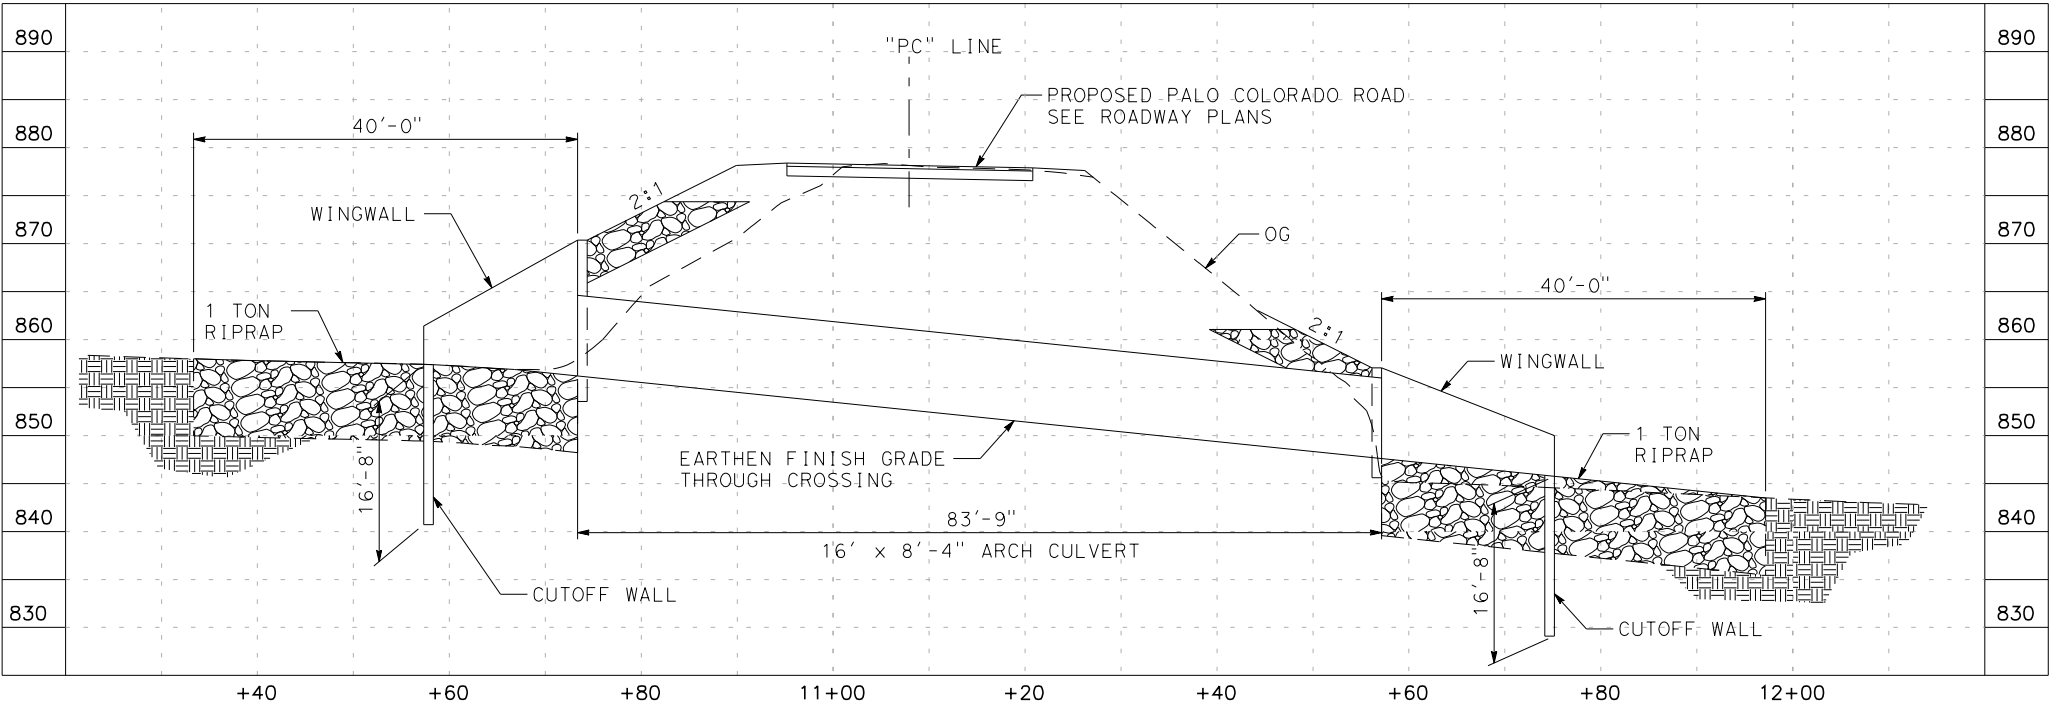 890
"PC" LINE
890
PROPOSED PALO COLORADO ROAD
SEE ROADWAY PLANS
880
40'-0"
880
2:1
WINGWALL
870
OG
870
40'-0"
1 TON
RIPRAP
860
2:1
860
WINGWALL
850
16'-8"
EARTHEN FINISH GRADE
THROUGH CROSSING
1 TON
RIPRAP
850
840
83'-9"
16' x 8'-4" ARCH CULVERT
16'-8"
840
CUTOFF WALL
830
CUTOFF WALL
830
+40
+60
+80
11+00
+20
+40
+60
+80
12+00